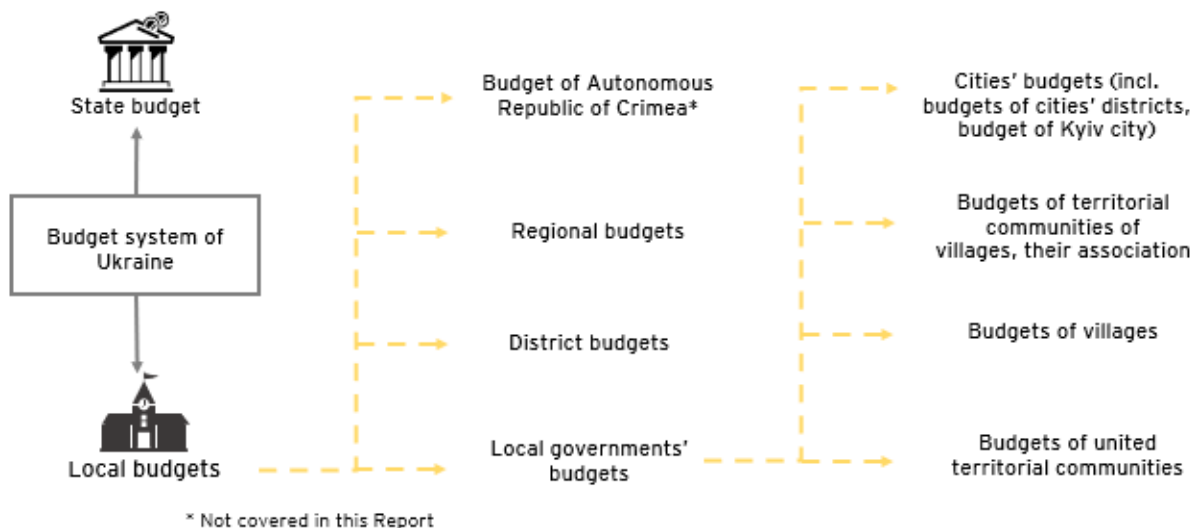 State budget
Budget system of
Ukraine
Local budgets
Budget of Autonomous
Republic of Crimea*
Regional budgets
District budgets
Local governments'
budgets
Cities' budgets (incl.
budgets of cities' districts,
budget of Kyiv city)
Budgets of territorial
communities of
villages, their association
Budgets of villages
Budgets of united
territorial communities
* Not covered in this Report